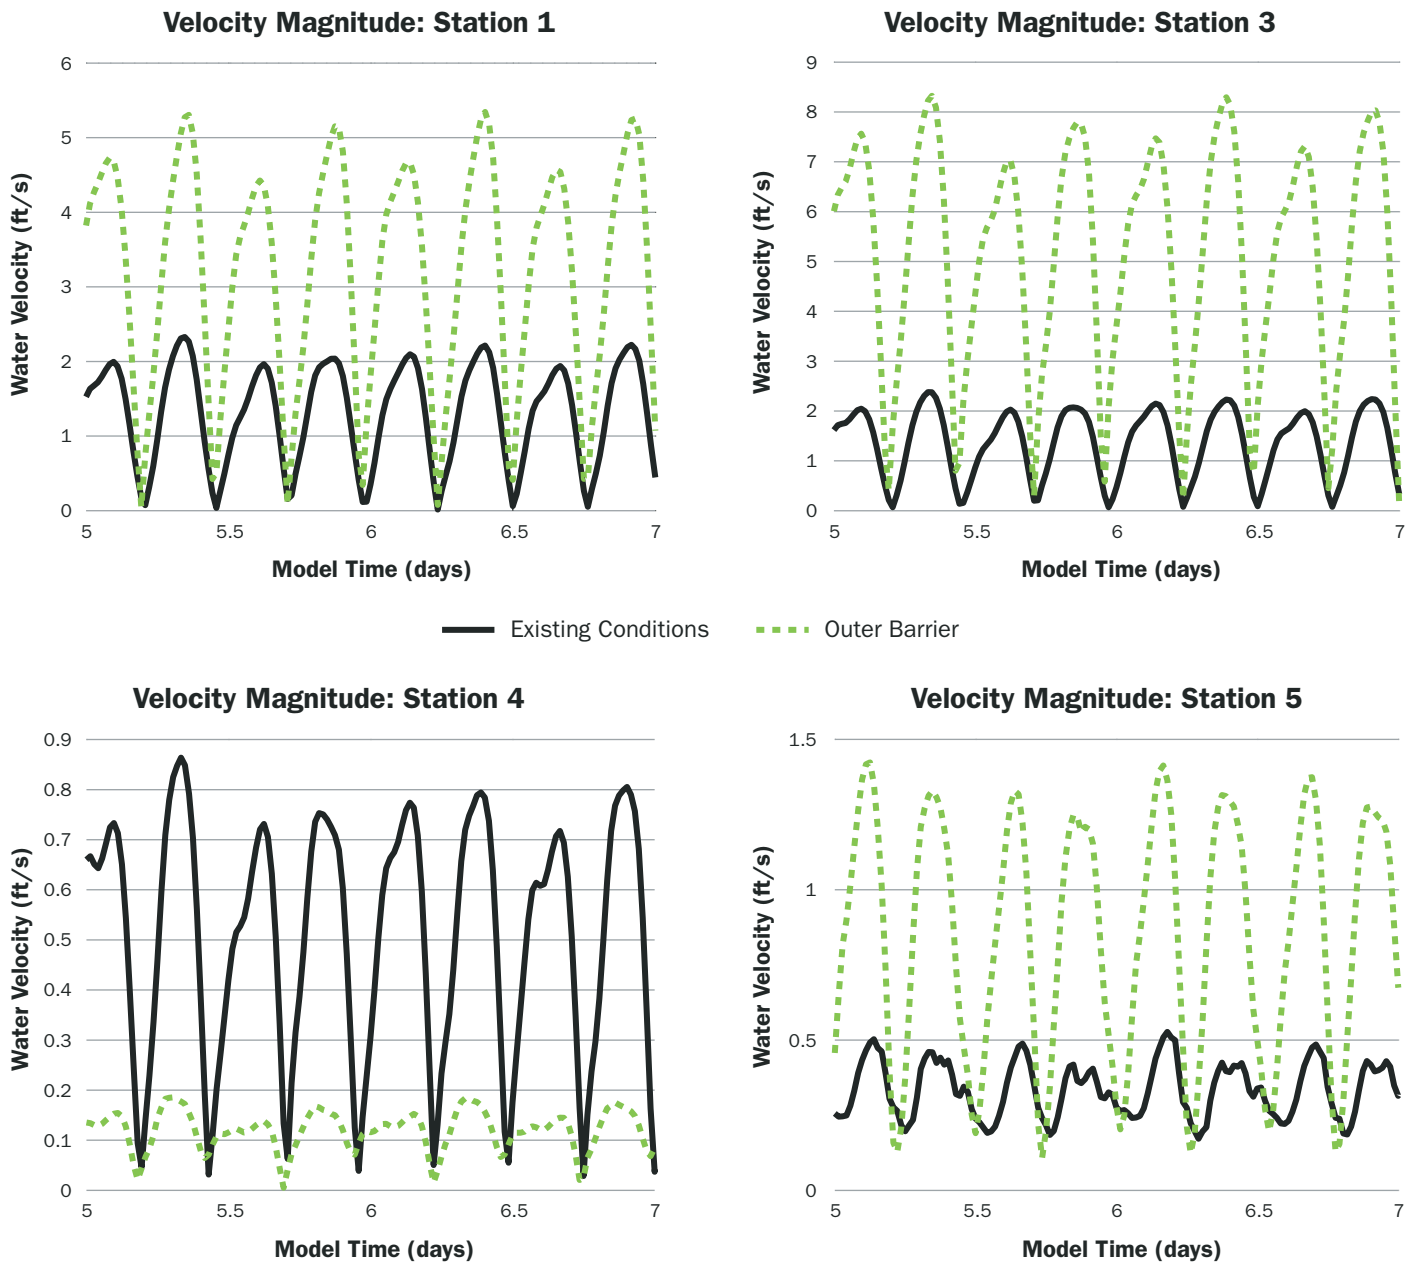 Velocity Magnitude: Station 1
6
5
4
3
2
1
0
5 5.5 6 6.5 7
Water Velocity (ft/s)
Model Time (days)
Velocity Magnitude: Station 3
9
8
7
6
5
4
3
2
1
0
5 5.5 6 6.5 7
Water Velocity (ft/s)
Model Time (days)
Existing Conditions Outer Barrier
Velocity Magnitude: Station 4
0.9
0.8
0.7
0.6
0.5
0.4
0.3
0.2
0.1
0
5 5.5 6 6.5 7
Water Velocity (ft/s)
Model Time (days)
Velocity Magnitude: Station 5
1.5
1
0.5
0
5 5.5 6 6.5 7
Water Velocity (ft/s)
Model Time (days)